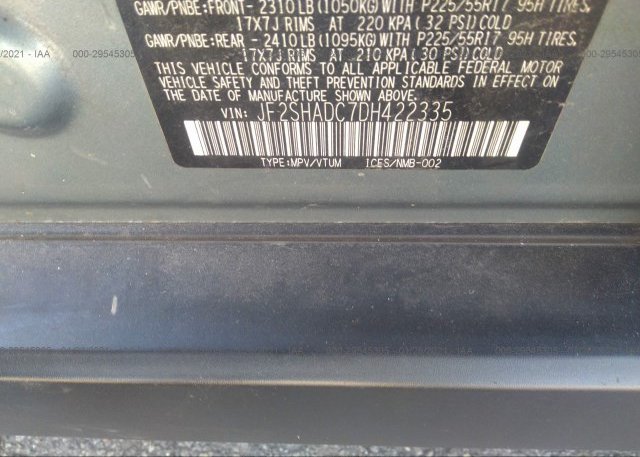 GAWR/PNBE:FRONT- 2310LB(1050KG)WITH P225/55R17 95H TIRES,
17X7J RIMS AT 220 KPA(32 PSI)COLD
GAWR/PNBE:REAR - 2410LB(1095KG)WITH P225/55R17 95H TIRES,
17X7J RIMS AT 210 KPA(30 PSI)COLD
THIS VEHICLE CONFORMS TO ALL APPLICABLE FEDERAL MOTOR
VEHICLE SAFETY AND THEFT PREVENTION STANDARDS IN EFFECT
ON THE DATE OF MANUFACTURE SHOWN ABOVE.
VIN: JF2SHADC7DH422335
TYPE:MPV/VTUM ICES/NMB-002
2021 - IAA